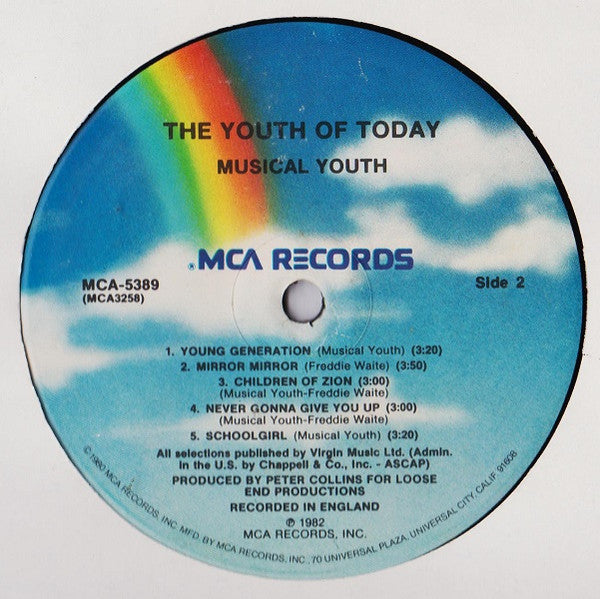 THE YOUTH OF TODAY
MUSICAL YOUTH
MCA RECORDS
MCA-5389
(MCA3258)
Side 2
1. YOUNG GENERATION (Musical Youth) (3:20)
2. MIRROR MIRROR (Freddie Waite) (3:50)
3. CHILDREN OF ZION (3:00)
(Musical Youth-Freddie Waite)
4. NEVER GONNA GIVE YOU UP (3:00)
(Musical Youth-Freddie Waite)
5. SCHOOLGIRL (Musical Youth) (3:20)
All selections published by Virgin Music Ltd. (Admin.
in the U.S. by Chappell & Co., Inc. - ASCAP)
PRODUCED BY PETER COLLINS FOR LOOSE
END PRODUCTIONS
RECORDED IN ENGLAND
℗ 1982
MCA RECORDS, INC.
© 1980 MCA RECORDS, INC. MFD. BY MCA RECORDS, INC., 70 UNIVERSAL PLAZA, UNIVERSAL CITY, CALIF. 91608